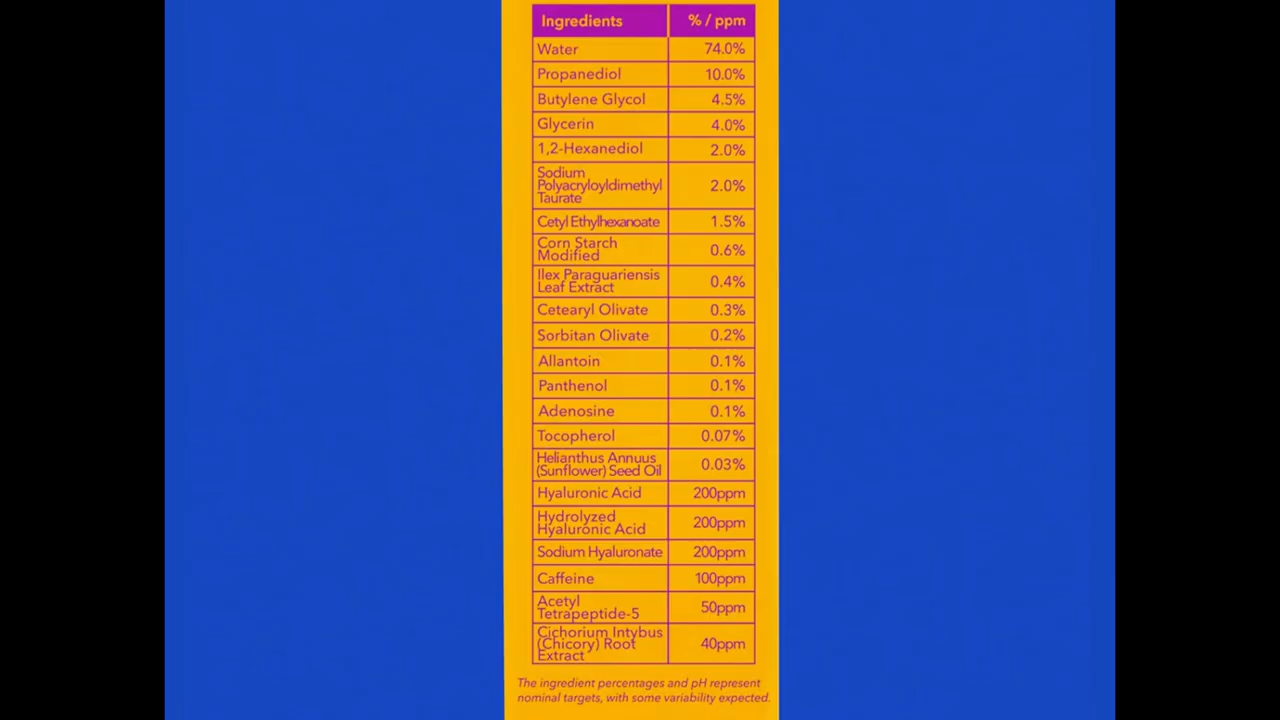 Ingredients % / ppm
Water 74.0%
Propanediol 10.0%
Butylene Glycol 4.5%
Glycerin 4.0%
1,2-Hexanediol 2.0%
Sodium
Polyacryloyldimethyl 2.0%
Taurate
Cetyl Ethylhexanoate 1.5%
Corn Starch
Modified 0.6%
Ilex Paraguariensis
Leaf Extract 0.4%
Cetearyl Olivate 0.3%
Sorbitan Olivate 0.2%
Allantoin 0.1%
Panthenol 0.1%
Adenosine 0.1%
Tocopherol 0.07%
Helianthus Annuus
(Sunflower) Seed Oil 0.03%
Hyaluronic Acid 200ppm
Hydrolyzed
Hyaluronic Acid 200ppm
Sodium Hyaluronate 200ppm
Caffeine 100ppm
Acetyl
Tetrapeptide-5 50ppm
Cichorium Intybus
(Chicory) Root 40ppm
Extract
The ingredient percentages and pH represent
nominal targets, with some variability expected.